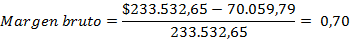 Margen bruto = $233.532,65 − 70.059,79 / 233.532,65 = 0,70